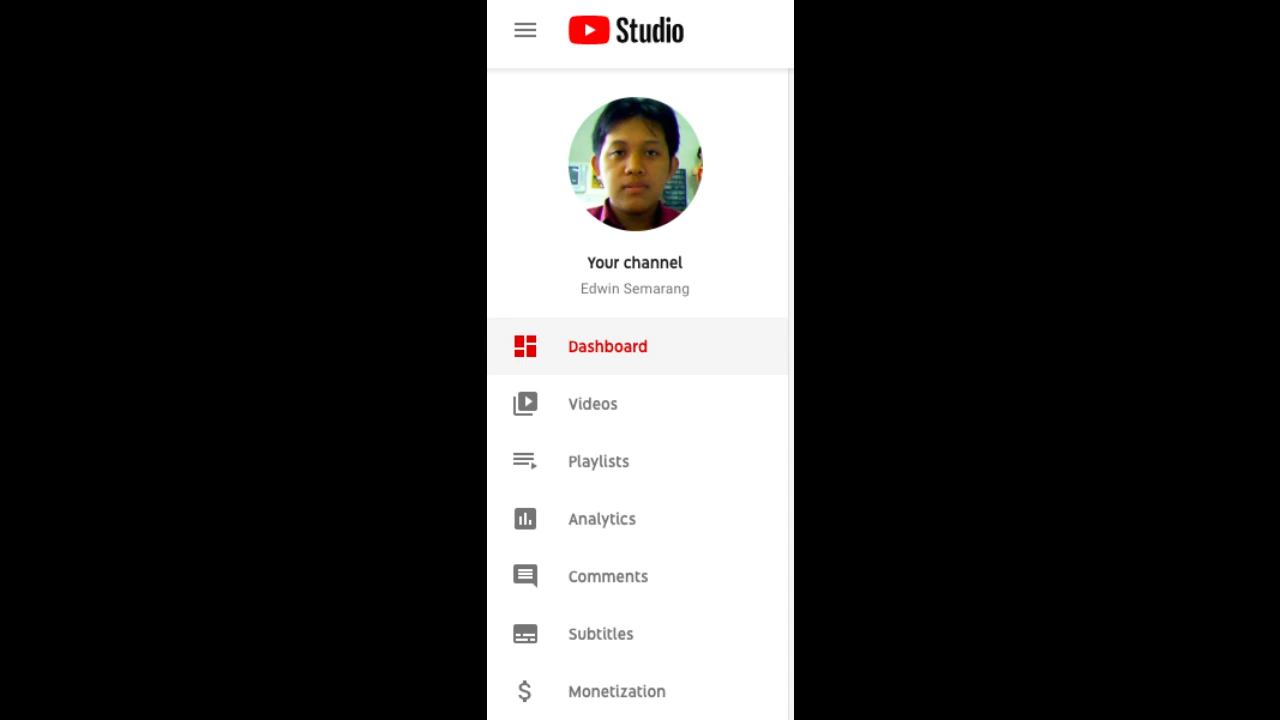 Studio
Your channel
Edwin Semarang
Dashboard
Videos
Playlists
Analytics
Comments
Subtitles
Monetization